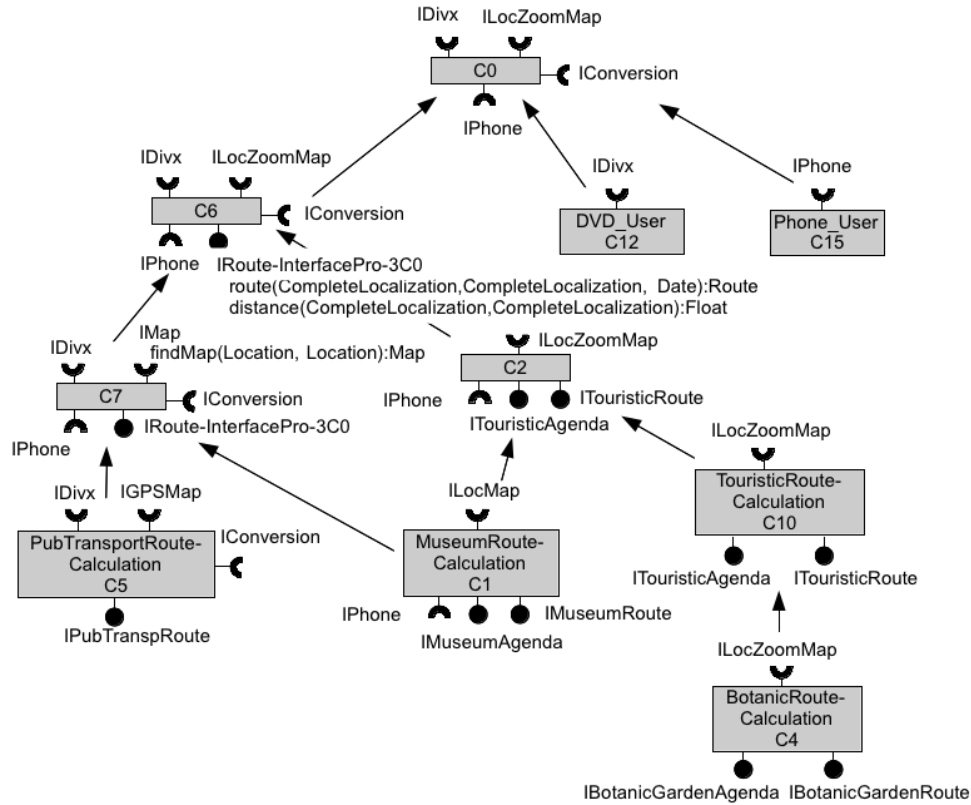 IDivx
ILocZoomMap
C0
IConversion
IPhone
IDivx
ILocZoomMap
C6
IConversion
IPhone
IRoute-InterfacePro-3C0
route(CompleteLocalization,CompleteLocalization, Date):Route
distance(CompleteLocalization,CompleteLocalization):Float
IDivx
DVD_User
C12
IPhone
Phone_User
C15
IDivx
IMap
findMap(Location, Location):Map
C7
IConversion
IPhone
IRoute-InterfacePro-3C0
ILocZoomMap
C2
IPhone
ITouristicRoute
ITouristicAgenda
IDivx
IGPSMap
PubTransportRoute-
Calculation
C5
IConversion
IPubTranspRoute
ILocMap
MuseumRoute-
Calculation
C1
IPhone
IMuseumRoute
IMuseumAgenda
ILocZoomMap
TouristicRoute-
Calculation
C10
ITouristicAgenda
ITouristicRoute
ILocZoomMap
BotanicRoute-
Calculation
C4
IBotanicGardenAgenda
IBotanicGardenRoute